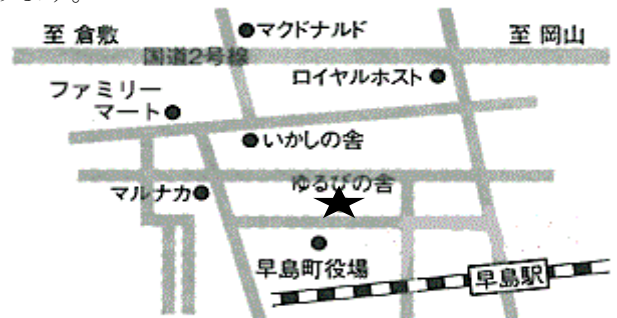 す。
至 倉敷
マクドナルド
至 岡山
国道2号線
ロイヤルホスト
ファミリー
マート
いかしの舎
ゆるびの舎
マルナカ
早島町役場
早島駅